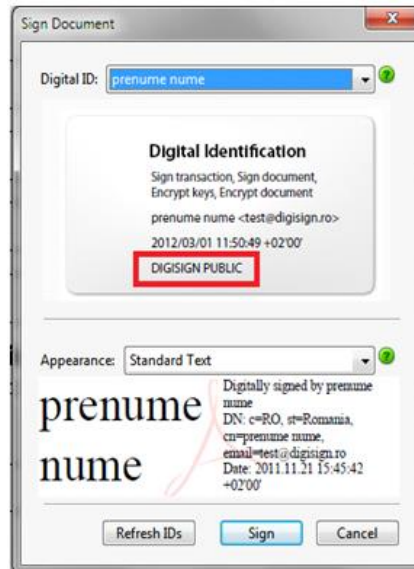 Sign Document
Digital ID: prenume nume
Digital Identification
Sign transaction, Sign document,
Encrypt keys, Encrypt document
prenume nume <test@digisign.ro>
2012/03/01 11:50:49 +02'00'
DIGISIGN PUBLIC
Appearance: Standard Text
prenume
nume
Digitally signed by prenume
nume
DN: c=RO, st=Romania,
cn=prenume nume,
email=test@digisign.ro
Date: 2011.11.21 15:45:42
+02'00'
Refresh IDs Sign Cancel